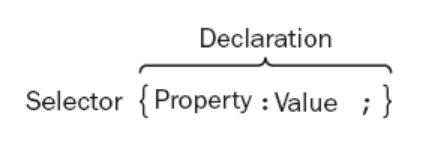 Declaration
Selector {Property : Value ; }